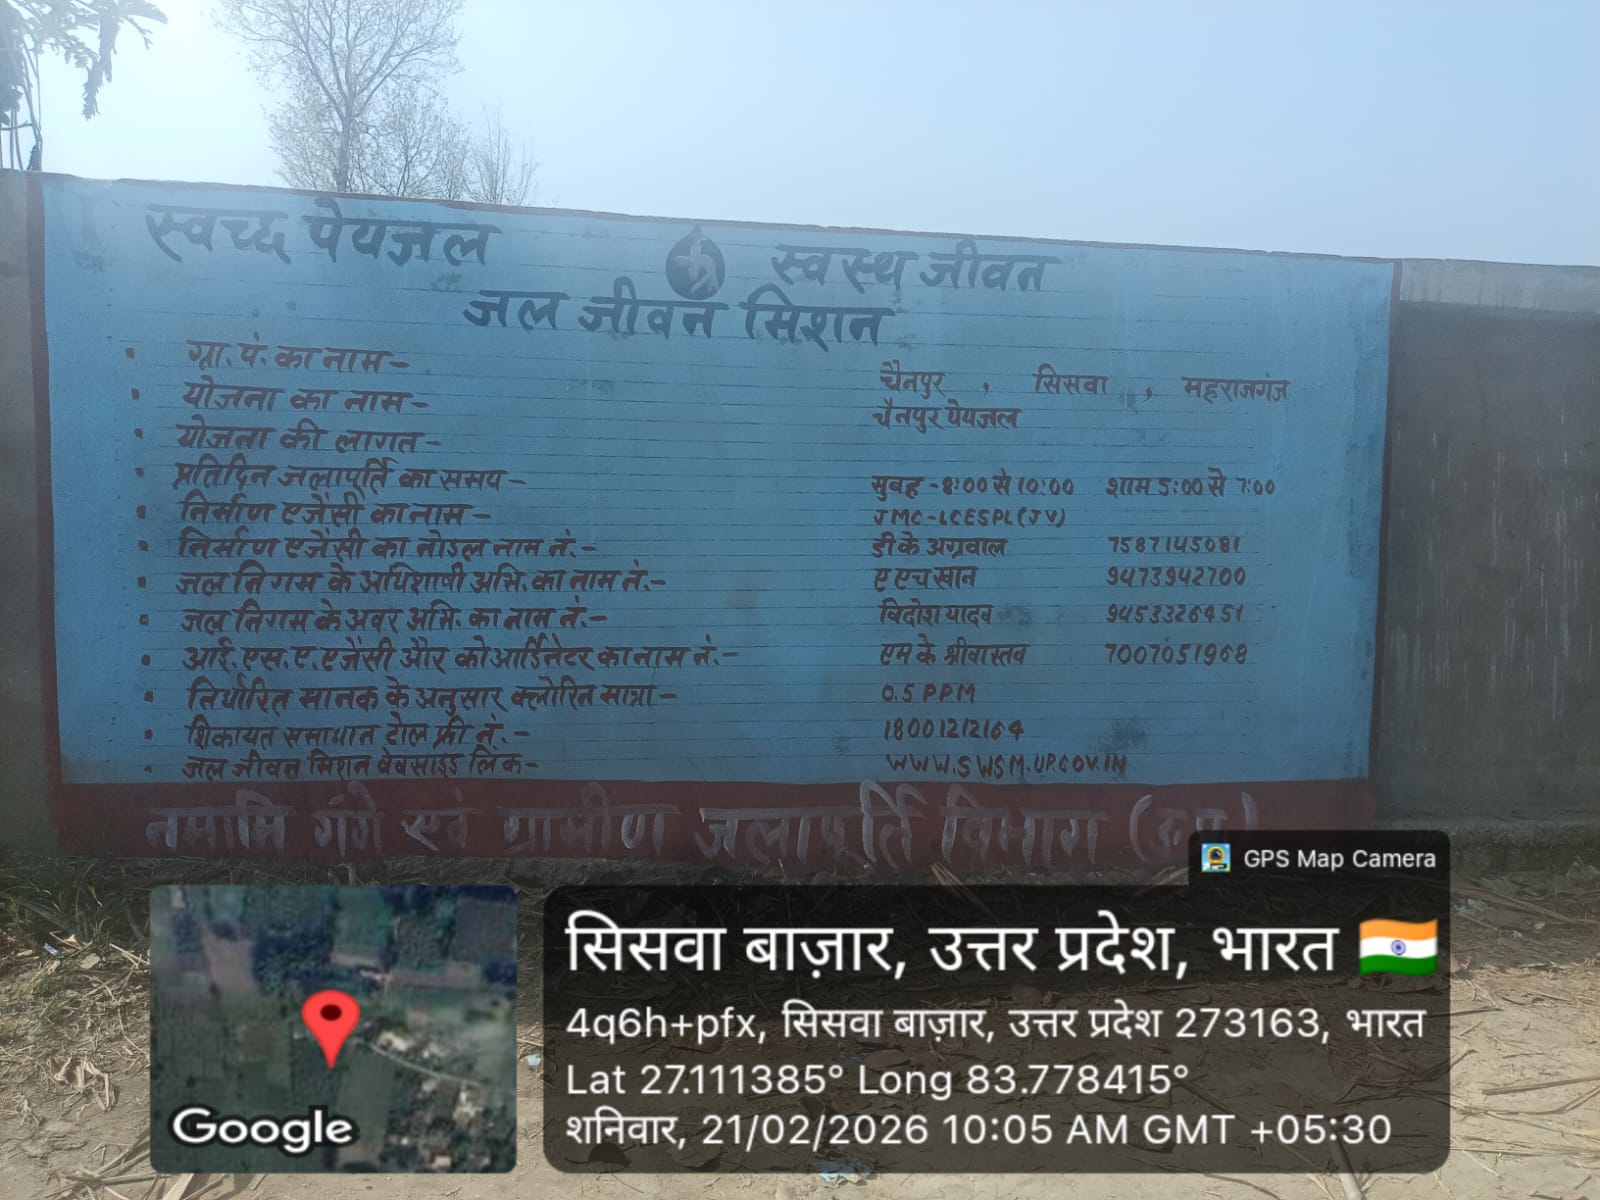 स्वच्छ पेयजल स्वस्थ जीवन
जल जीवन मिशन
• ग्रा. पं. का नाम - चैनपुर , सिसवा , महराजगंज
• योजना का नाम - चैनपुर पेयजल
• योजना की लागत -
• प्रतिदिन जलापूर्ति का समय - सुबह - 8:00 से 10:00 शाम 5:00 से 7:00
• निर्माण एजेंसी का नाम - JMC-LCESPL(JV)
• निर्माण एजेंसी का नोडल नाम नं.- डी के अग्रवाल 7587145081
• जल निगम के अधिशाषी अभि. का नाम नं.- ए एच खान 9473942700
• जल निगम के अवर अभि. का नाम नं.- विदोश यादव 9453326451
• आई. एस. ए. एजेंसी और कोआर्डिनेटर का नाम नं.- एम के श्रीवास्तव 7007051968
• निर्धारित मानक के अनुसार क्लोरिन मात्रा - 0.5 PPM
• शिकायत समाधान टोल फ्री नं.- 18001212164
• जल जीवन मिशन वेबसाइड लिंक - WWW.SWSM.UP.GOV.IN
नमामि गंगे एवं ग्रामीण जलापूर्ति विभाग (उ.प्र.)
GPS Map Camera
सिसवा बाज़ार, उत्तर प्रदेश, भारत
4q6h+pfx, सिसवा बाज़ार, उत्तर प्रदेश 273163, भारत
Lat 27.111385° Long 83.778415°
शनिवार, 21/02/2026 10:05 AM GMT +05:30
Google